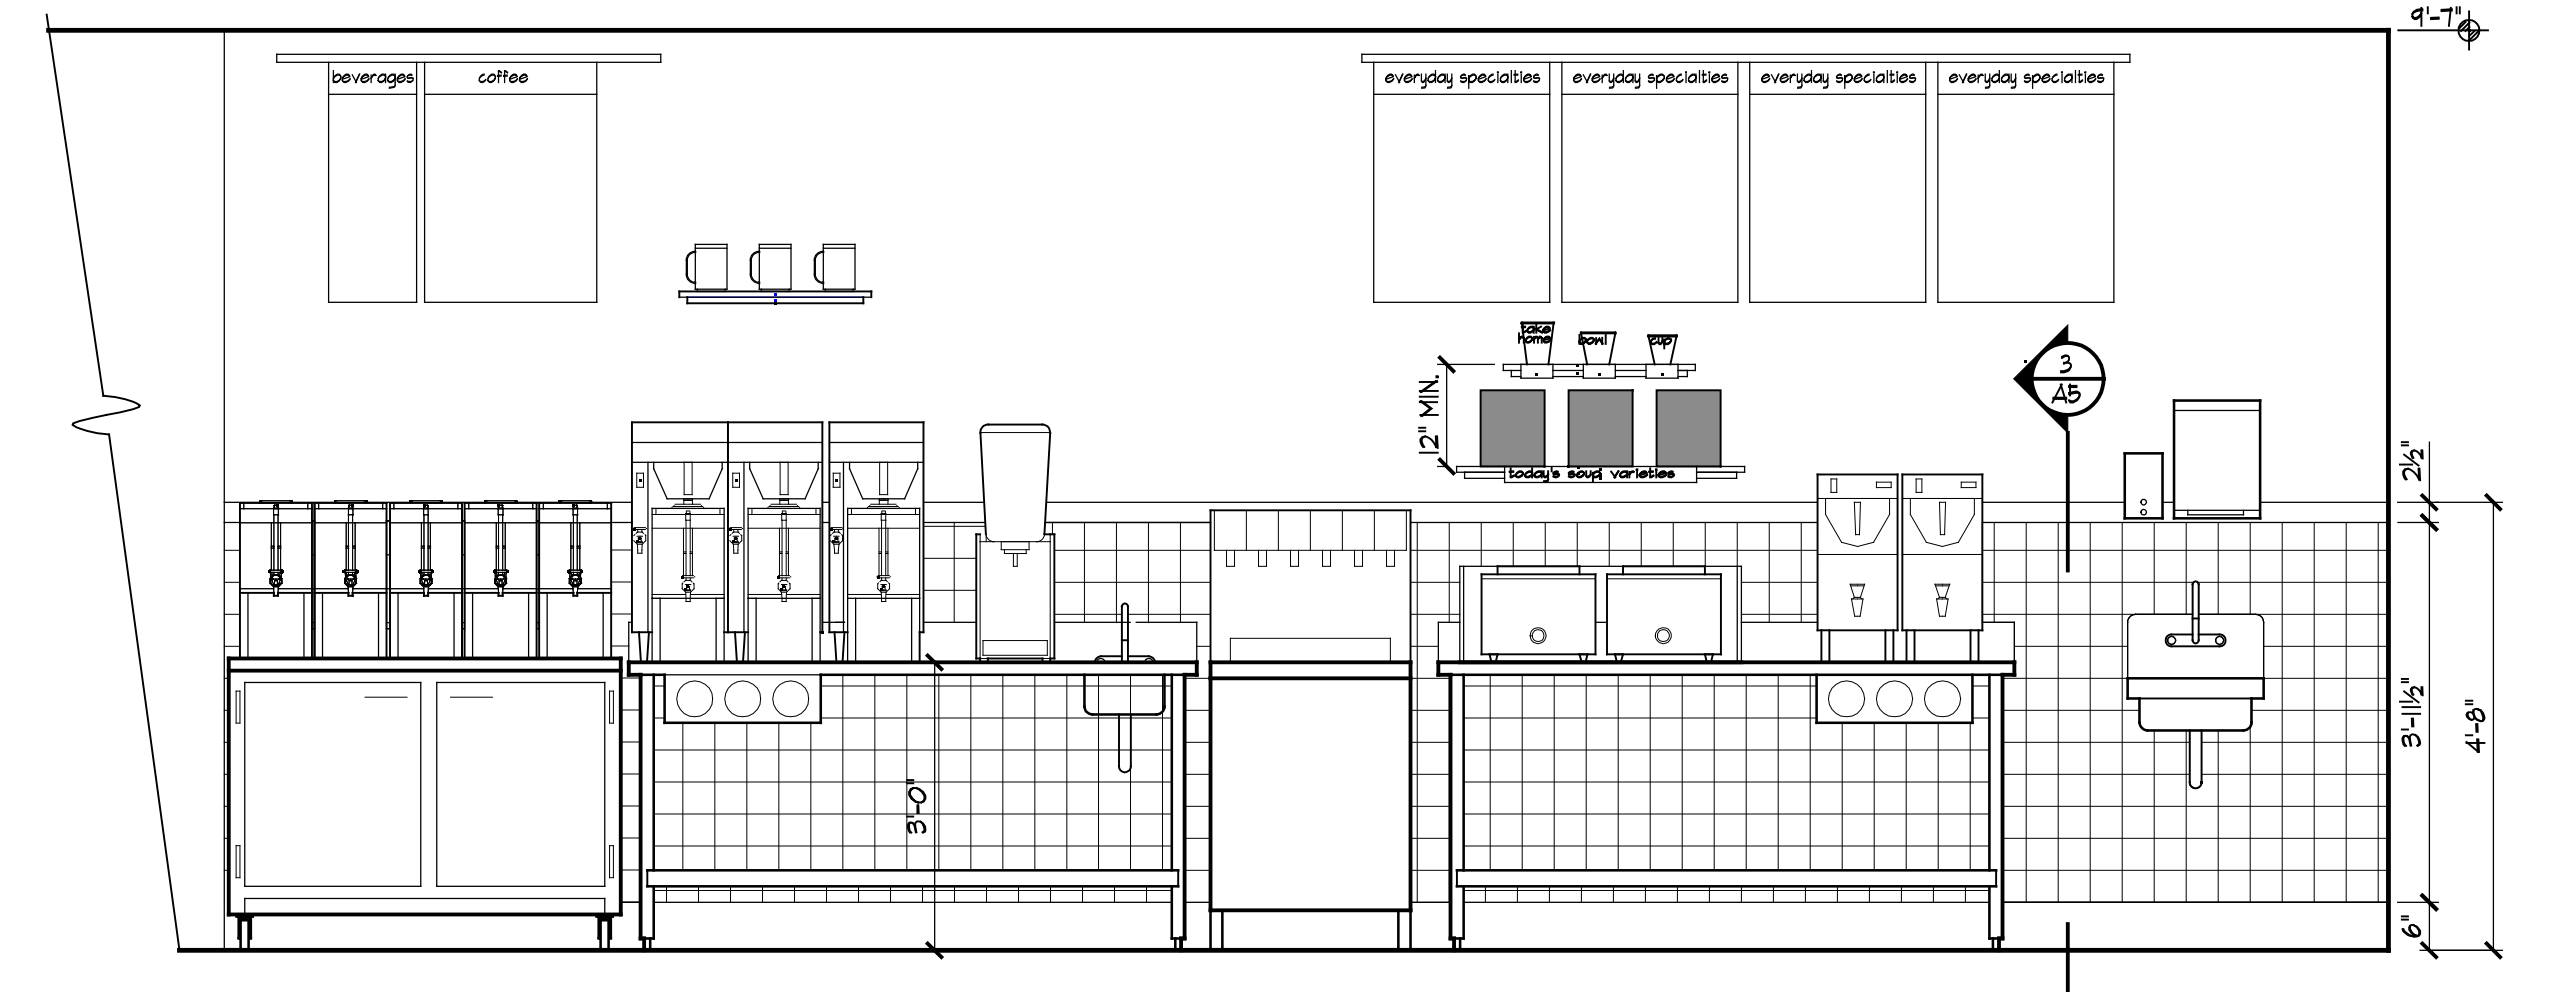 9'-7"
beverages
coffee
everyday specialties
everyday specialties
everyday specialties
everyday specialties
take
home
bowl
cup
12" MIN.
today's soup varieties
3
A5
2½"
3'-11½"
4'-8"
3'-0"
6"